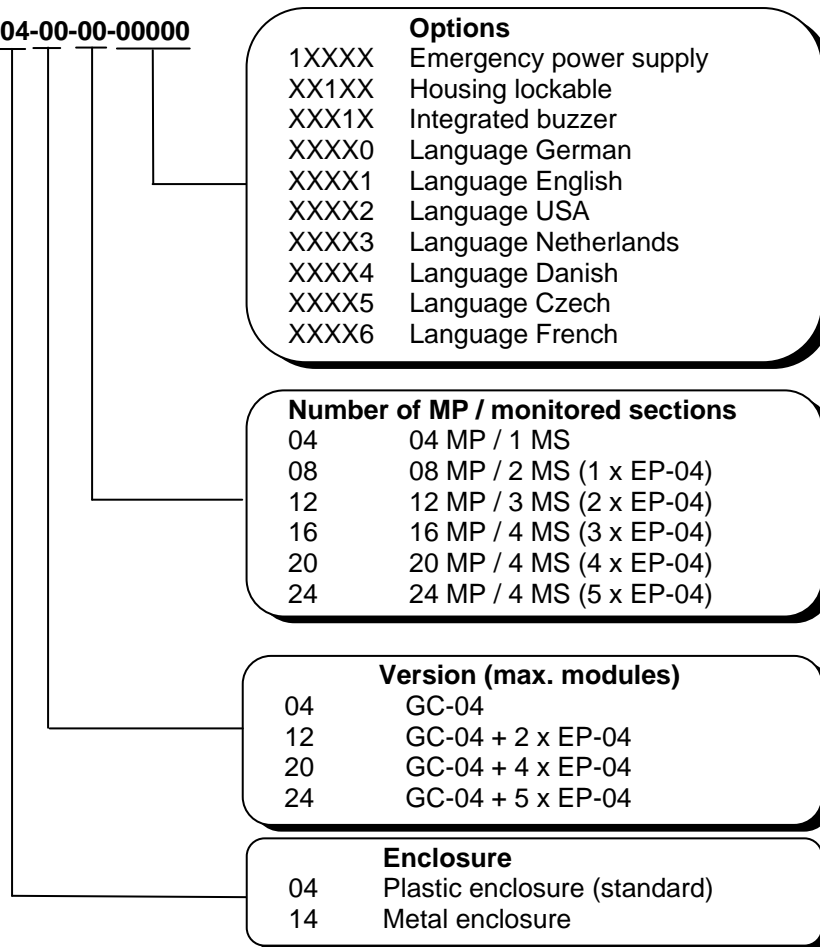 04-00-00-00000
Options
1XXXX Emergency power supply
XX1XX Housing lockable
XXX1X Integrated buzzer
XXXX0 Language German
XXXX1 Language English
XXXX2 Language USA
XXXX3 Language Netherlands
XXXX4 Language Danish
XXXX5 Language Czech
XXXX6 Language French
Number of MP / monitored sections
04 04 MP / 1 MS
08 08 MP / 2 MS (1 x EP-04)
12 12 MP / 3 MS (2 x EP-04)
16 16 MP / 4 MS (3 x EP-04)
20 20 MP / 4 MS (4 x EP-04)
24 24 MP / 4 MS (5 x EP-04)
Version (max. modules)
04 GC-04
12 GC-04 + 2 x EP-04
20 GC-04 + 4 x EP-04
24 GC-04 + 5 x EP-04
Enclosure
04 Plastic enclosure (standard)
14 Metal enclosure